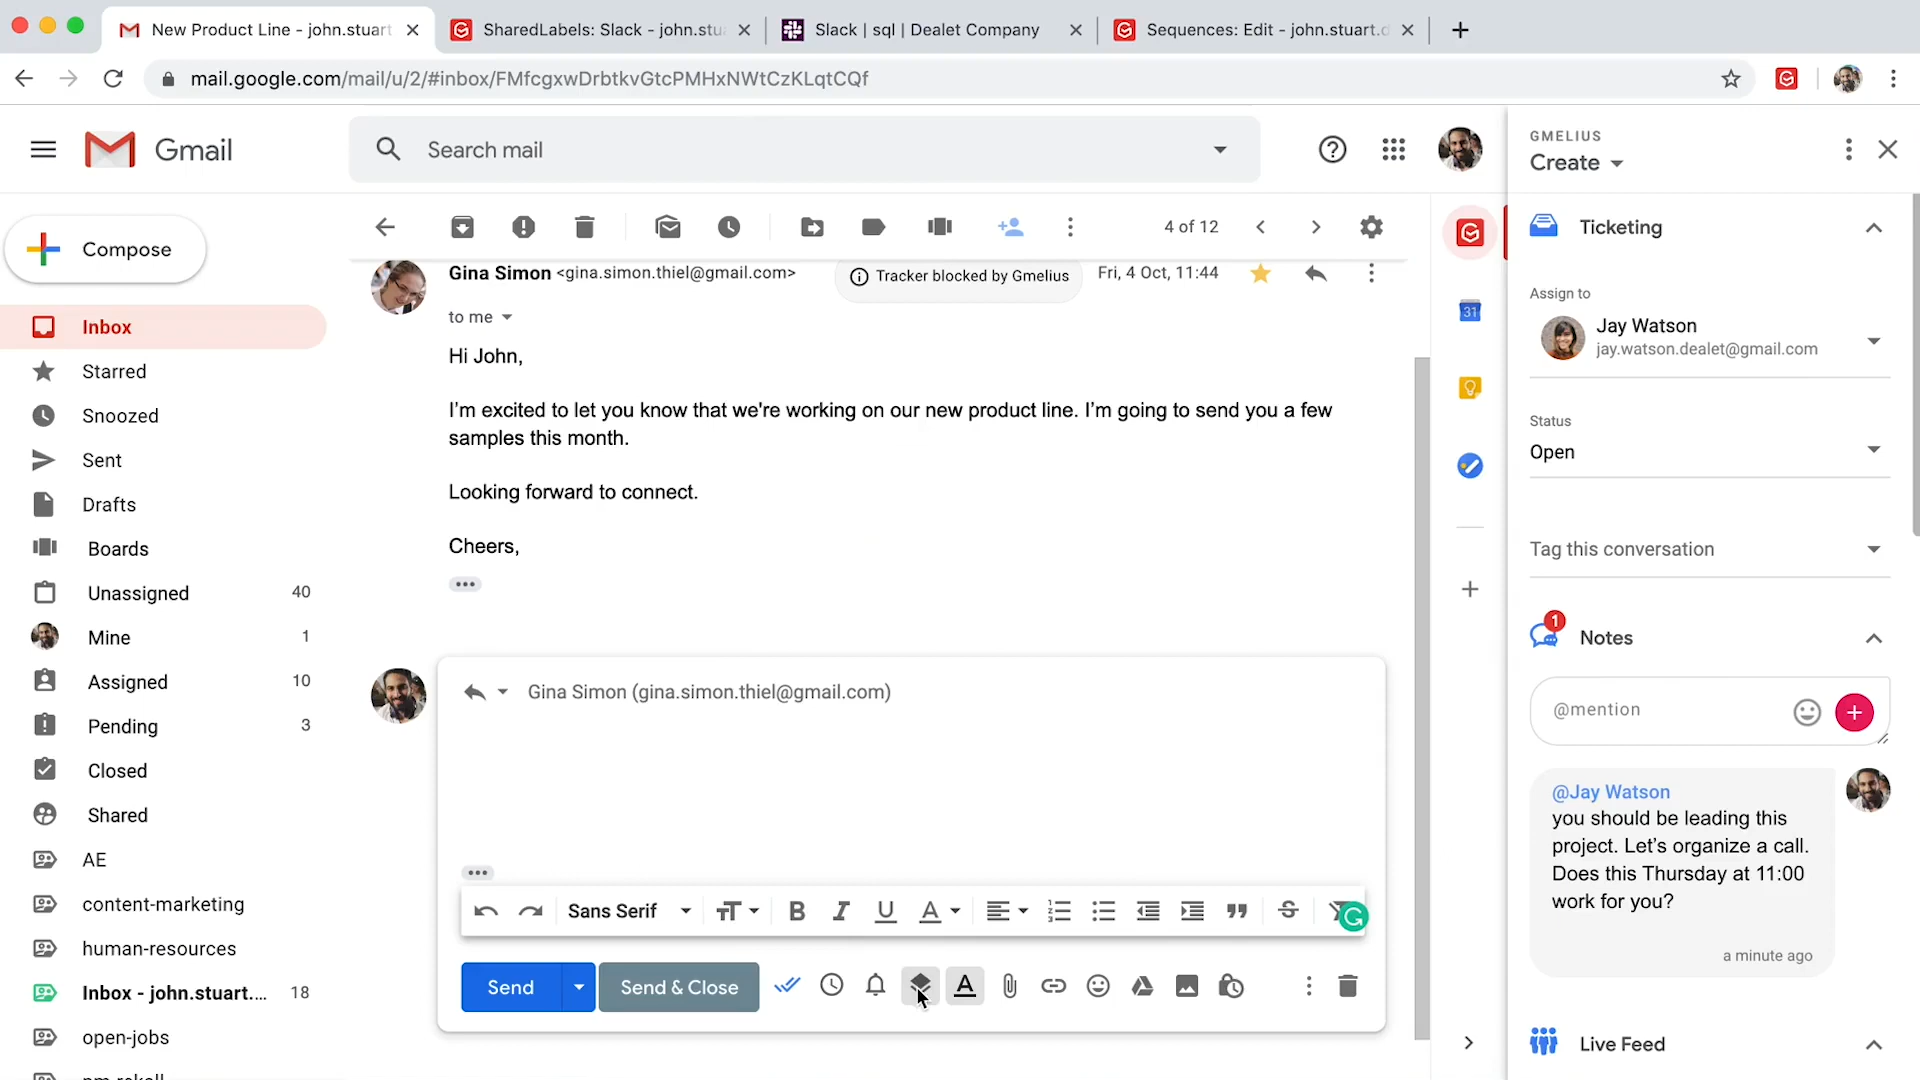 New Product Line - john.stuart
SharedLabels: Slack - john.stu
Slack | sql | Dealet Company
Sequences: Edit - john.stuart.d
mail.google.com/mail/u/2/#inbox/FMfcgxwDrbtkvGtcPMHxNWtCzKLqtCQf
Gmail
Search mail
GMELIUS
Create
Compose
4 of 12
Ticketing
Gina Simon <gina.simon.thiel@gmail.com>
Tracker blocked by Gmelius
Fri, 4 Oct, 11:44
to me
Hi John,
I'm excited to let you know that we're working on our new product line. I'm going to send you a few
samples this month.
Looking forward to connect.
Cheers,
Inbox
Starred
Snoozed
Sent
Drafts
Boards
Unassigned 40
Mine 1
Assigned 10
Pending 3
Closed
Shared
AE
content-marketing
human-resources
Inbox - john.stuart.... 18
open-jobs
Gina Simon (gina.simon.thiel@gmail.com)
Sans Serif
Send
Send & Close
31
Assign to
Jay Watson
jay.watson.dealet@gmail.com
Status
Open
Tag this conversation
1
Notes
@mention
@Jay Watson
you should be leading this
project. Let's organize a call.
Does this Thursday at 11:00
work for you?
a minute ago
Live Feed